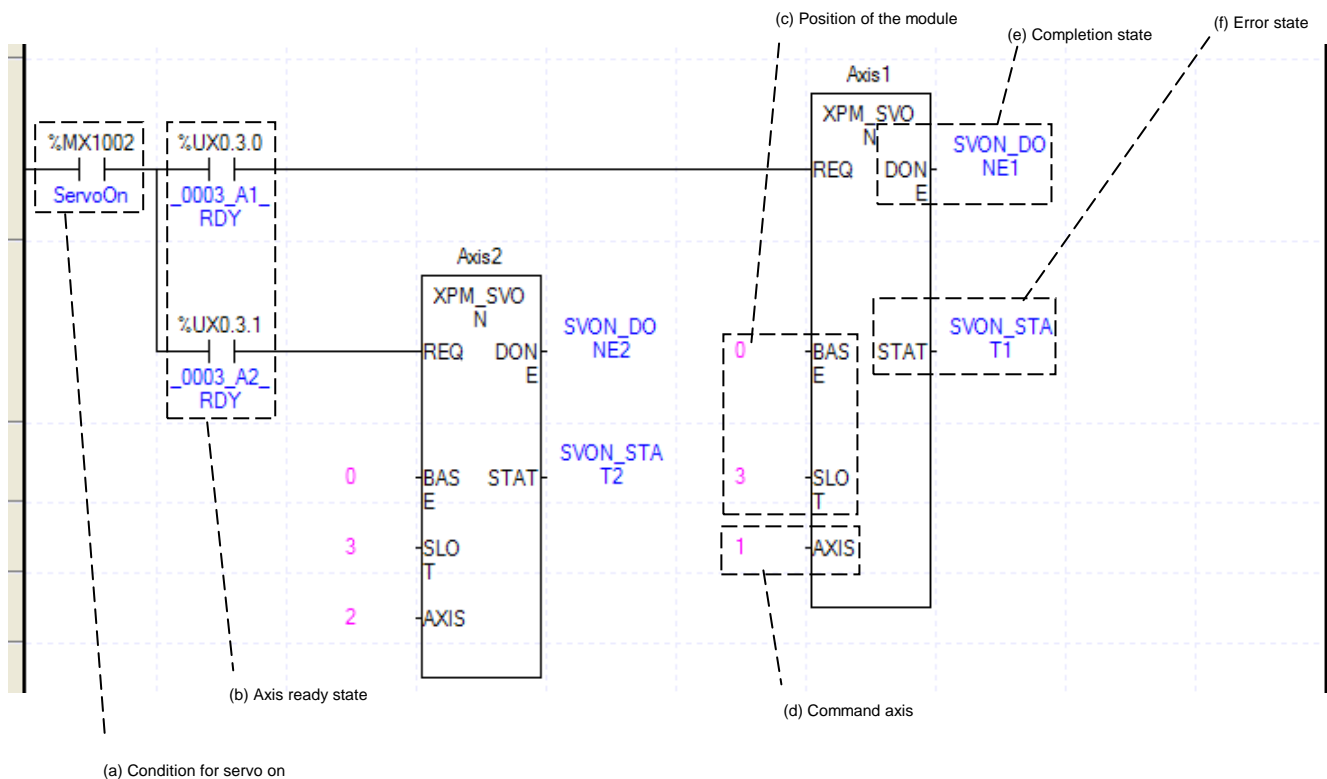 (c) Position of the module
(f) Error state
(e) Completion state
Axis1
%MX1002
%UX0.3.0
XPM_SVO
N
SVON_DO
NE1
REQ
DON
E
ServoOn
_0003_A1_
RDY
Axis2
XPM_SVO
N
%UX0.3.1
SVON_DO
NE2
SVON_STA
T1
REQ
DON
E
0
BAS
E
STAT
_0003_A2_
RDY
SVON_STA
T2
0
BAS
E
STAT
3
SLO
T
3
SLO
T
1
AXIS
2
AXIS
(b) Axis ready state
(d) Command axis
(a) Condition for servo on